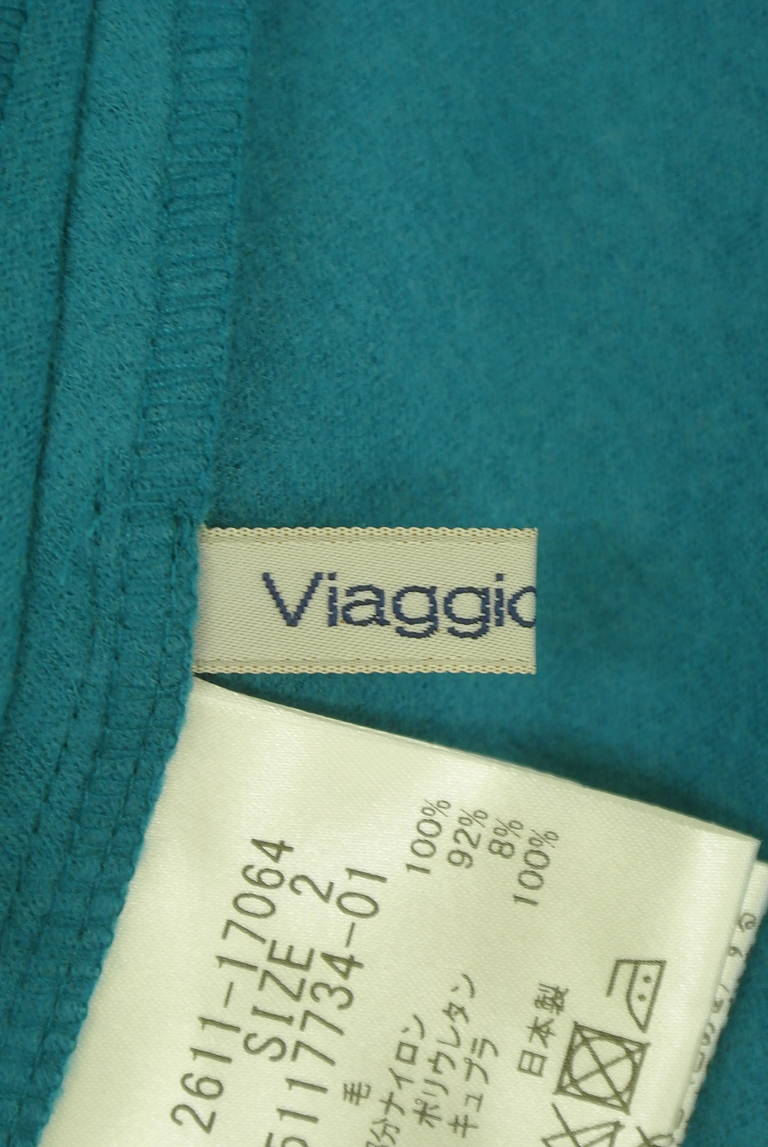 Viaggio
2611-17064
SIZE 2
5117734-01
毛 100%
分ナイロン 92%
ポリウレタン 8%
キュプラ 100%
日本製